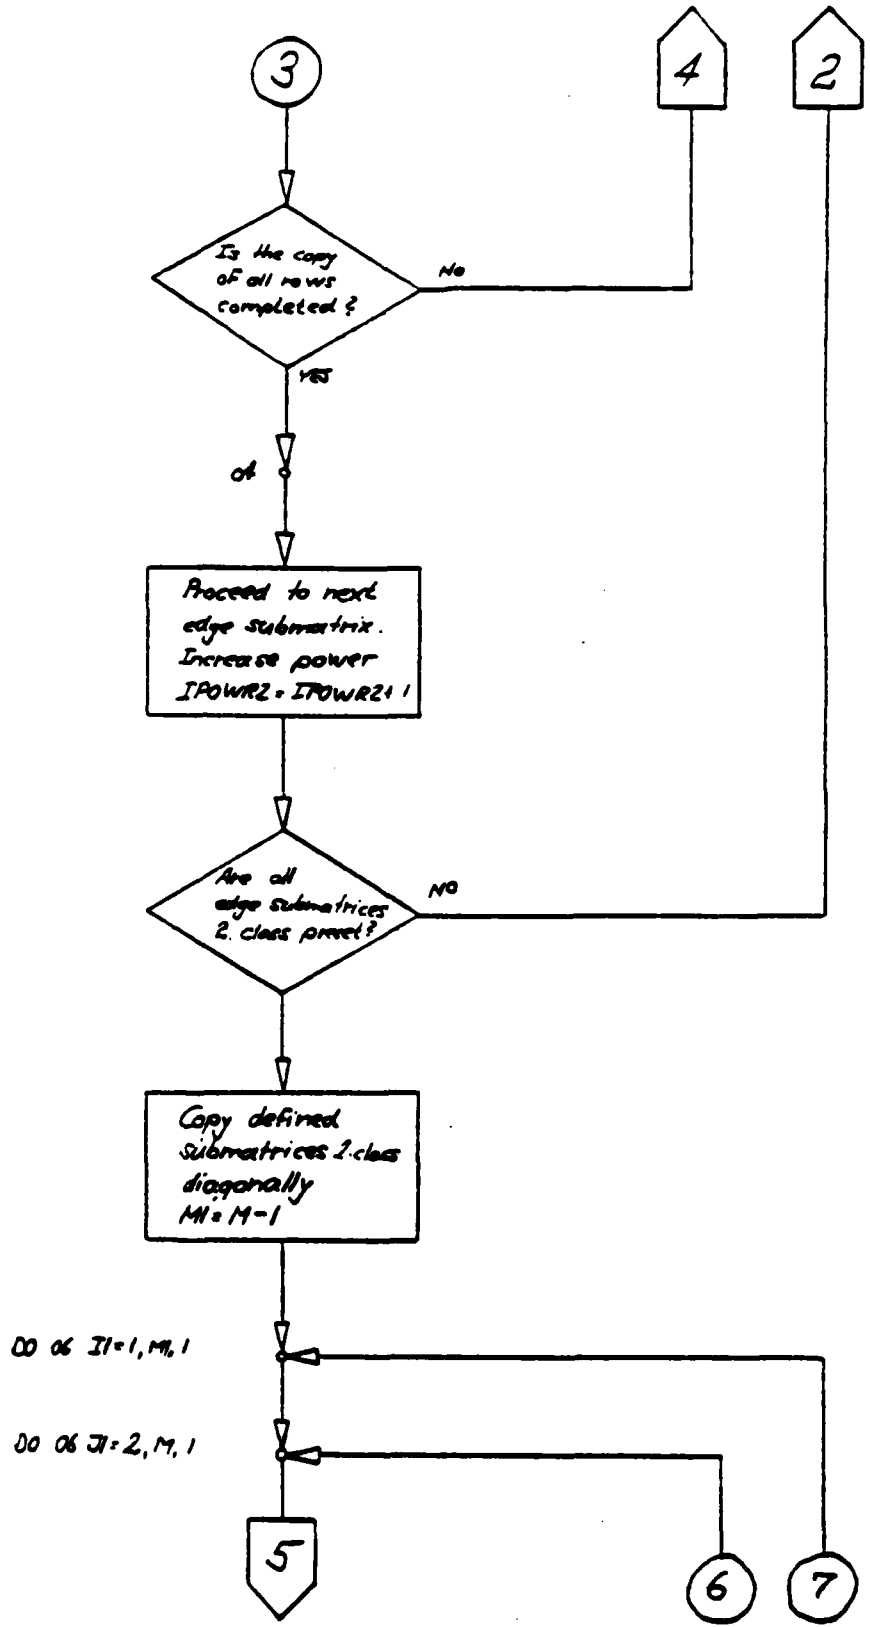 3
4
2
Is the copy
of all rows
completed?
No
YES
A
Proceed to next
edge submatrix.
Increase power
IPOWR2=IPOWR2+1
Are all
edge submatrices
2. class preset?
NO
Copy defined
submatrices 2.class
diagonally
M1=M-1
DO 06 I1=1,M1,1
DO 06 J1=2,M,1
5
6
7